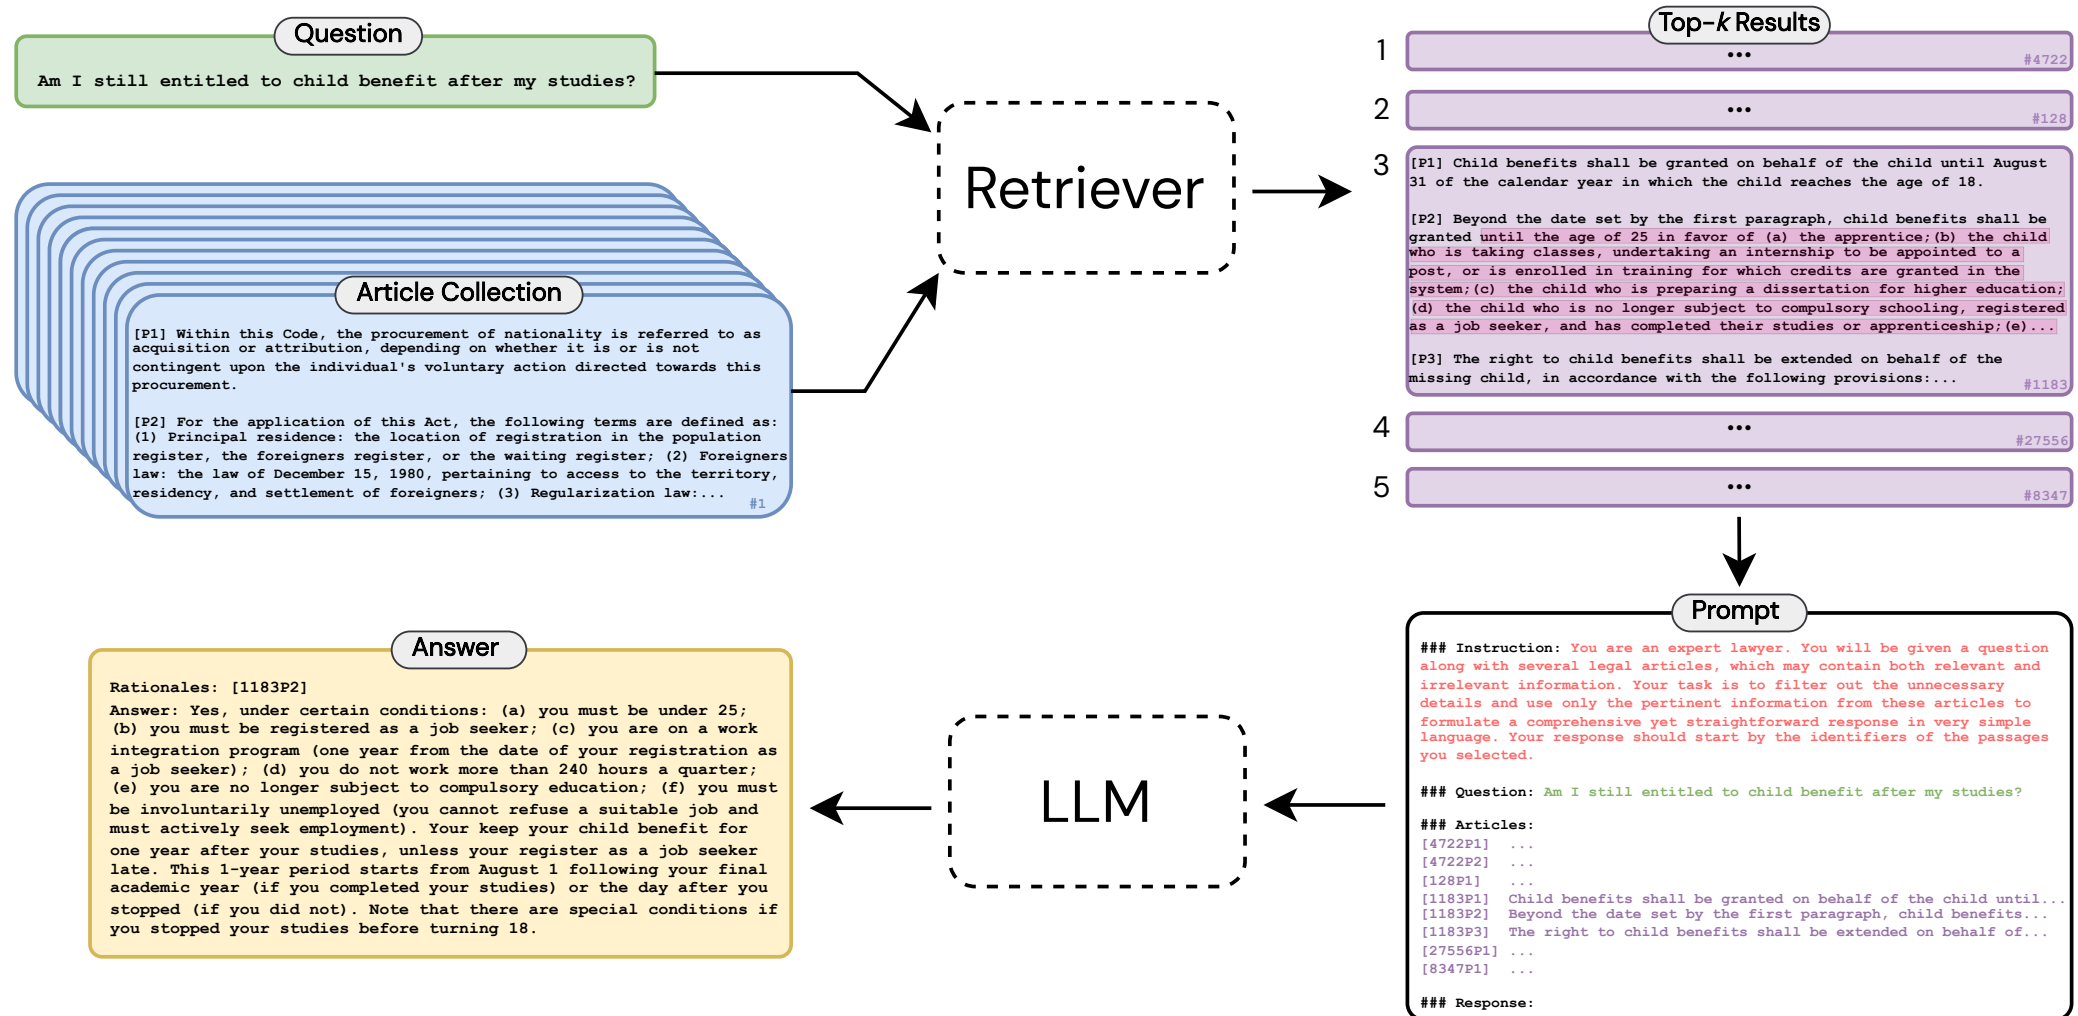 Question
Am I still entitled to child benefit after my studies?
Article Collection
[P1] Within this Code, the procurement of nationality is referred to as
acquisition or attribution, depending on whether it is or is not
contingent upon the individual's voluntary action directed towards this
procurement.
[P2] For the application of this Act, the following terms are defined as:
(1) Principal residence: the location of registration in the population
register, the foreigners register, or the waiting register; (2) Foreigners
law: the law of December 15, 1980, pertaining to access to the territory,
residency, and settlement of foreigners; (3) Regularization law:...
#1
Retriever
Top-k Results
1
...
#4722
2
...
#128
3
[P1] Child benefits shall be granted on behalf of the child until August
31 of the calendar year in which the child reaches the age of 18.
[P2] Beyond the date set by the first paragraph, child benefits shall be
granted until the age of 25 in favor of (a) the apprentice;(b) the child
who is taking classes, undertaking an internship to be appointed to a
post, or is enrolled in training for which credits are granted in the
system;(c) the child who is preparing a dissertation for higher education;
(d) the child who is no longer subject to compulsory schooling, registered
as a job seeker, and has completed their studies or apprenticeship;(e)...
[P3] The right to child benefits shall be extended on behalf of the
missing child, in accordance with the following provisions:...
#1183
4
...
#27556
5
...
#8347
Prompt
### Instruction: You are an expert lawyer. You will be given a question
along with several legal articles, which may contain both relevant and
irrelevant information. Your task is to filter out the unnecessary
details and use only the pertinent information from these articles to
formulate a comprehensive yet straightforward response in very simple
language. Your response should start by the identifiers of the passages
you selected.
### Question: Am I still entitled to child benefit after my studies?
### Articles:
[4722P1] ...
[4722P2] ...
[128P1] ...
[1183P1] Child benefits shall be granted on behalf of the child until...
[1183P2] Beyond the date set by the first paragraph, child benefits...
[1183P3] The right to child benefits shall be extended on behalf of...
[27556P1] ...
[8347P1] ...
### Response:
LLM
Answer
Rationales: [1183P2]
Answer: Yes, under certain conditions: (a) you must be under 25;
(b) you must be registered as a job seeker; (c) you are on a work
integration program (one year from the date of your registration as
a job seeker); (d) you do not work more than 240 hours a quarter;
(e) you are no longer subject to compulsory education; (f) you must
be involuntarily unemployed (you cannot refuse a suitable job and
must actively seek employment). Your keep your child benefit for
one year after your studies, unless your register as a job seeker
late. This 1-year period starts from August 1 following your final
academic year (if you completed your studies) or the day after you
stopped (if you did not). Note that there are special conditions if
you stopped your studies before turning 18.